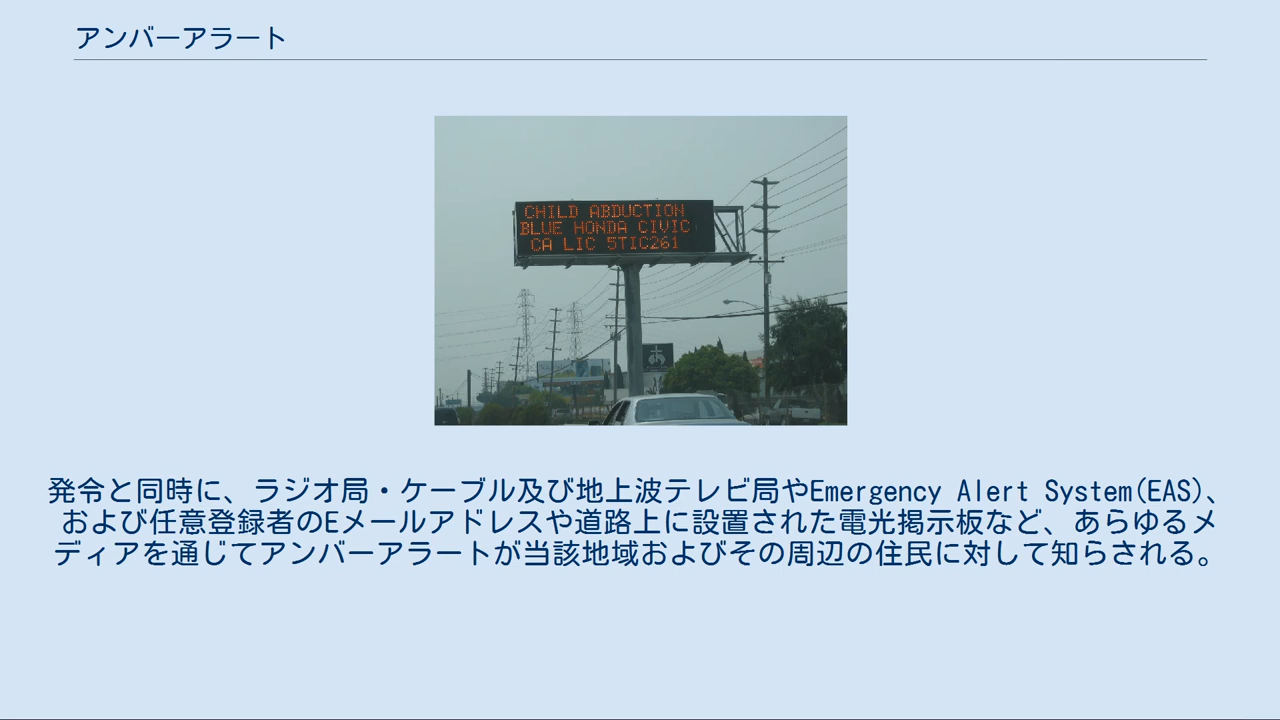 アンバーアラート
CHILD ABDUCTION
BLUE HONDA CIVIC
CA LIC 5TIC261
発令と同時に、ラジオ局・ケーブル及び地上波テレビ局やEmergency Alert System(EAS)、
および任意登録者のEメールアドレスや道路上に設置された電光掲示板など、あらゆるメ
ディアを通じてアンバーアラートが当該地域およびその周辺の住民に対して知らされる。